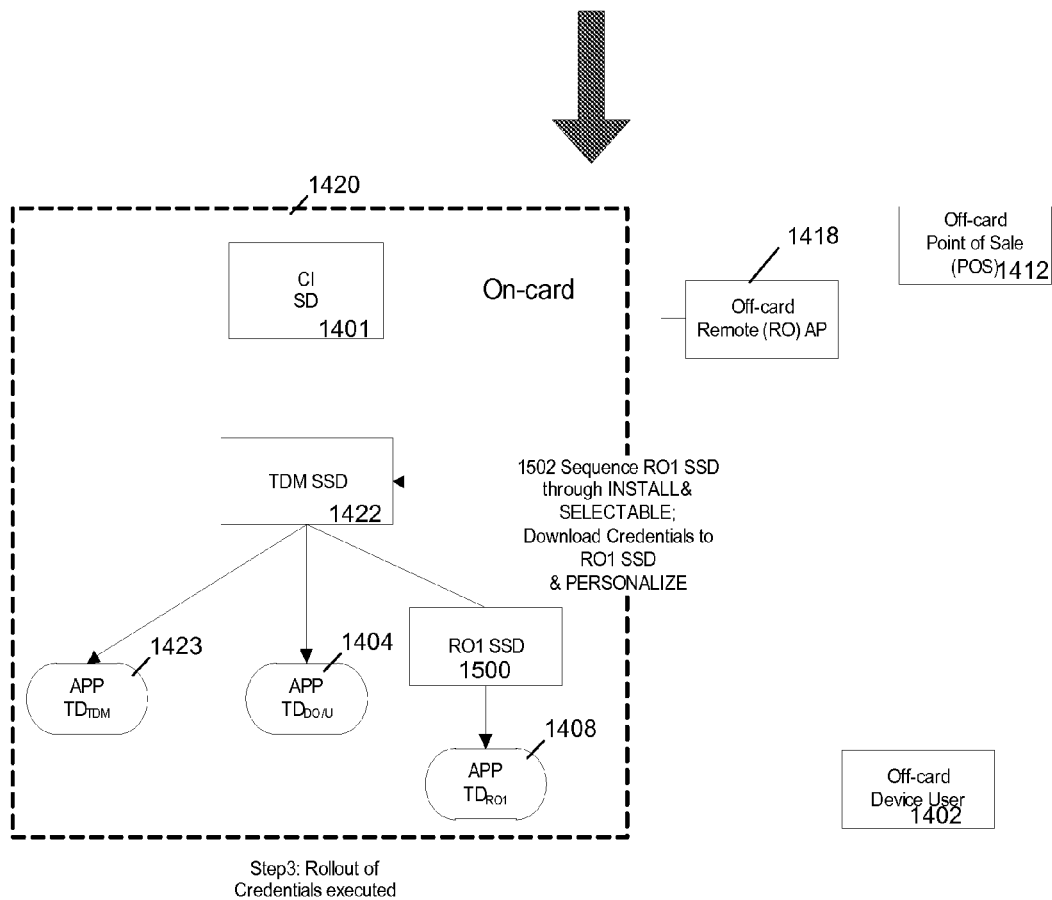 1420
CI
SD
1401
On-card
1418
Off-card
Remote (RO) AP
Off-card
Point of Sale
(POS)
1412
TDM SSD
1422
1502 Sequence RO1 SSD
through INSTALL&
SELECTABLE;
Download Credentials to
RO1 SSD
& PERSONALIZE
1423
APP
TDTDM
1404
APP
TDDO/U
RO1 SSD
1500
1408
APP
TDRO1
Off-card
Device User
1402
Step3: Rollout of
Credentials executed